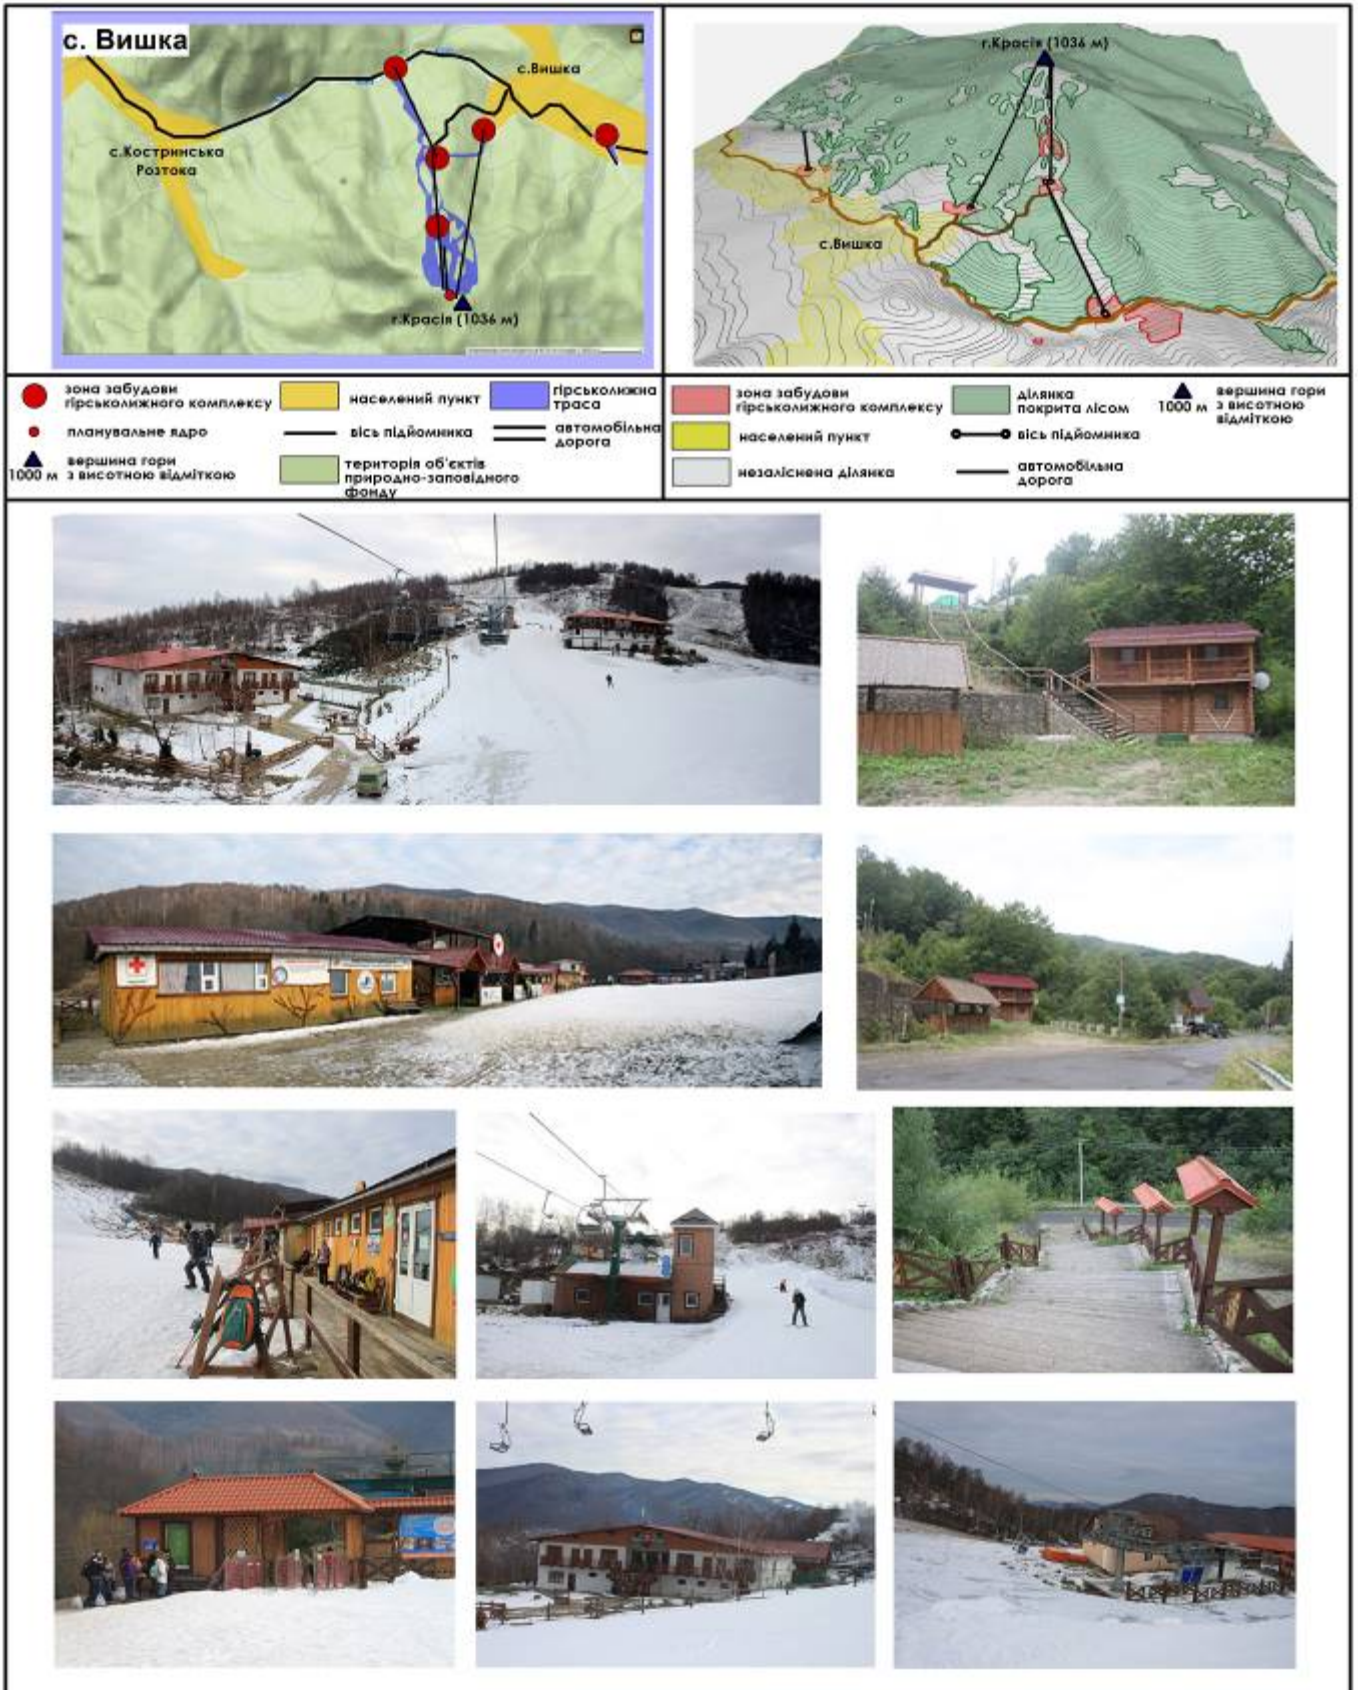 с. Вишка
с.Вишка
с.Костринська
Розтока
г.Красія (1036 м)
г.Красія (1036 м)
с.Вишка
зона забудови
гірськолижного комплексу
планувальне ядро
вершина гори
1000 м з висотною відміткою
населений пункт
вісь підйомника
територія об'єктів
природно-заповідного
фонду
гірськолижна
траса
автомобільна
дорога
зона забудови
гірськолижного комплексу
населений пункт
незаліснена ділянка
ділянка
покрита лісом
вісь підйомника
автомобільна
дорога
вершина гори
1000 м з висотною
відміткою